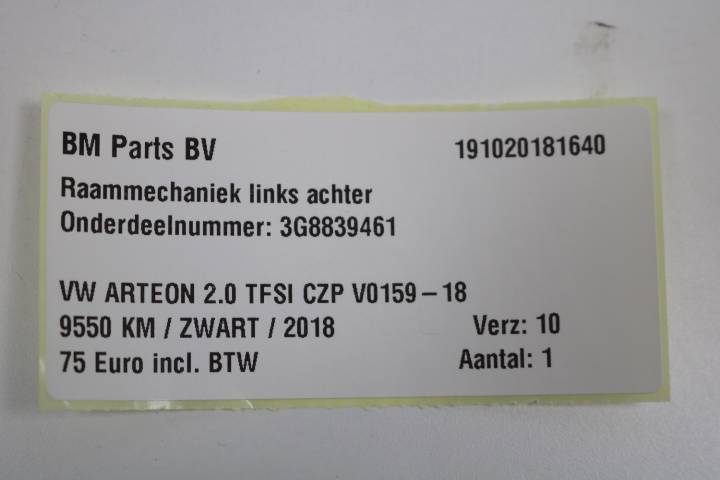 BM Parts BV 191020181640
Raammechaniek links achter
Onderdeelnummer: 3G8839461
VW ARTEON 2.0 TFSI CZP V0159-18
9550 KM / ZWART / 2018 Verz: 10
75 Euro incl. BTW Aantal: 1